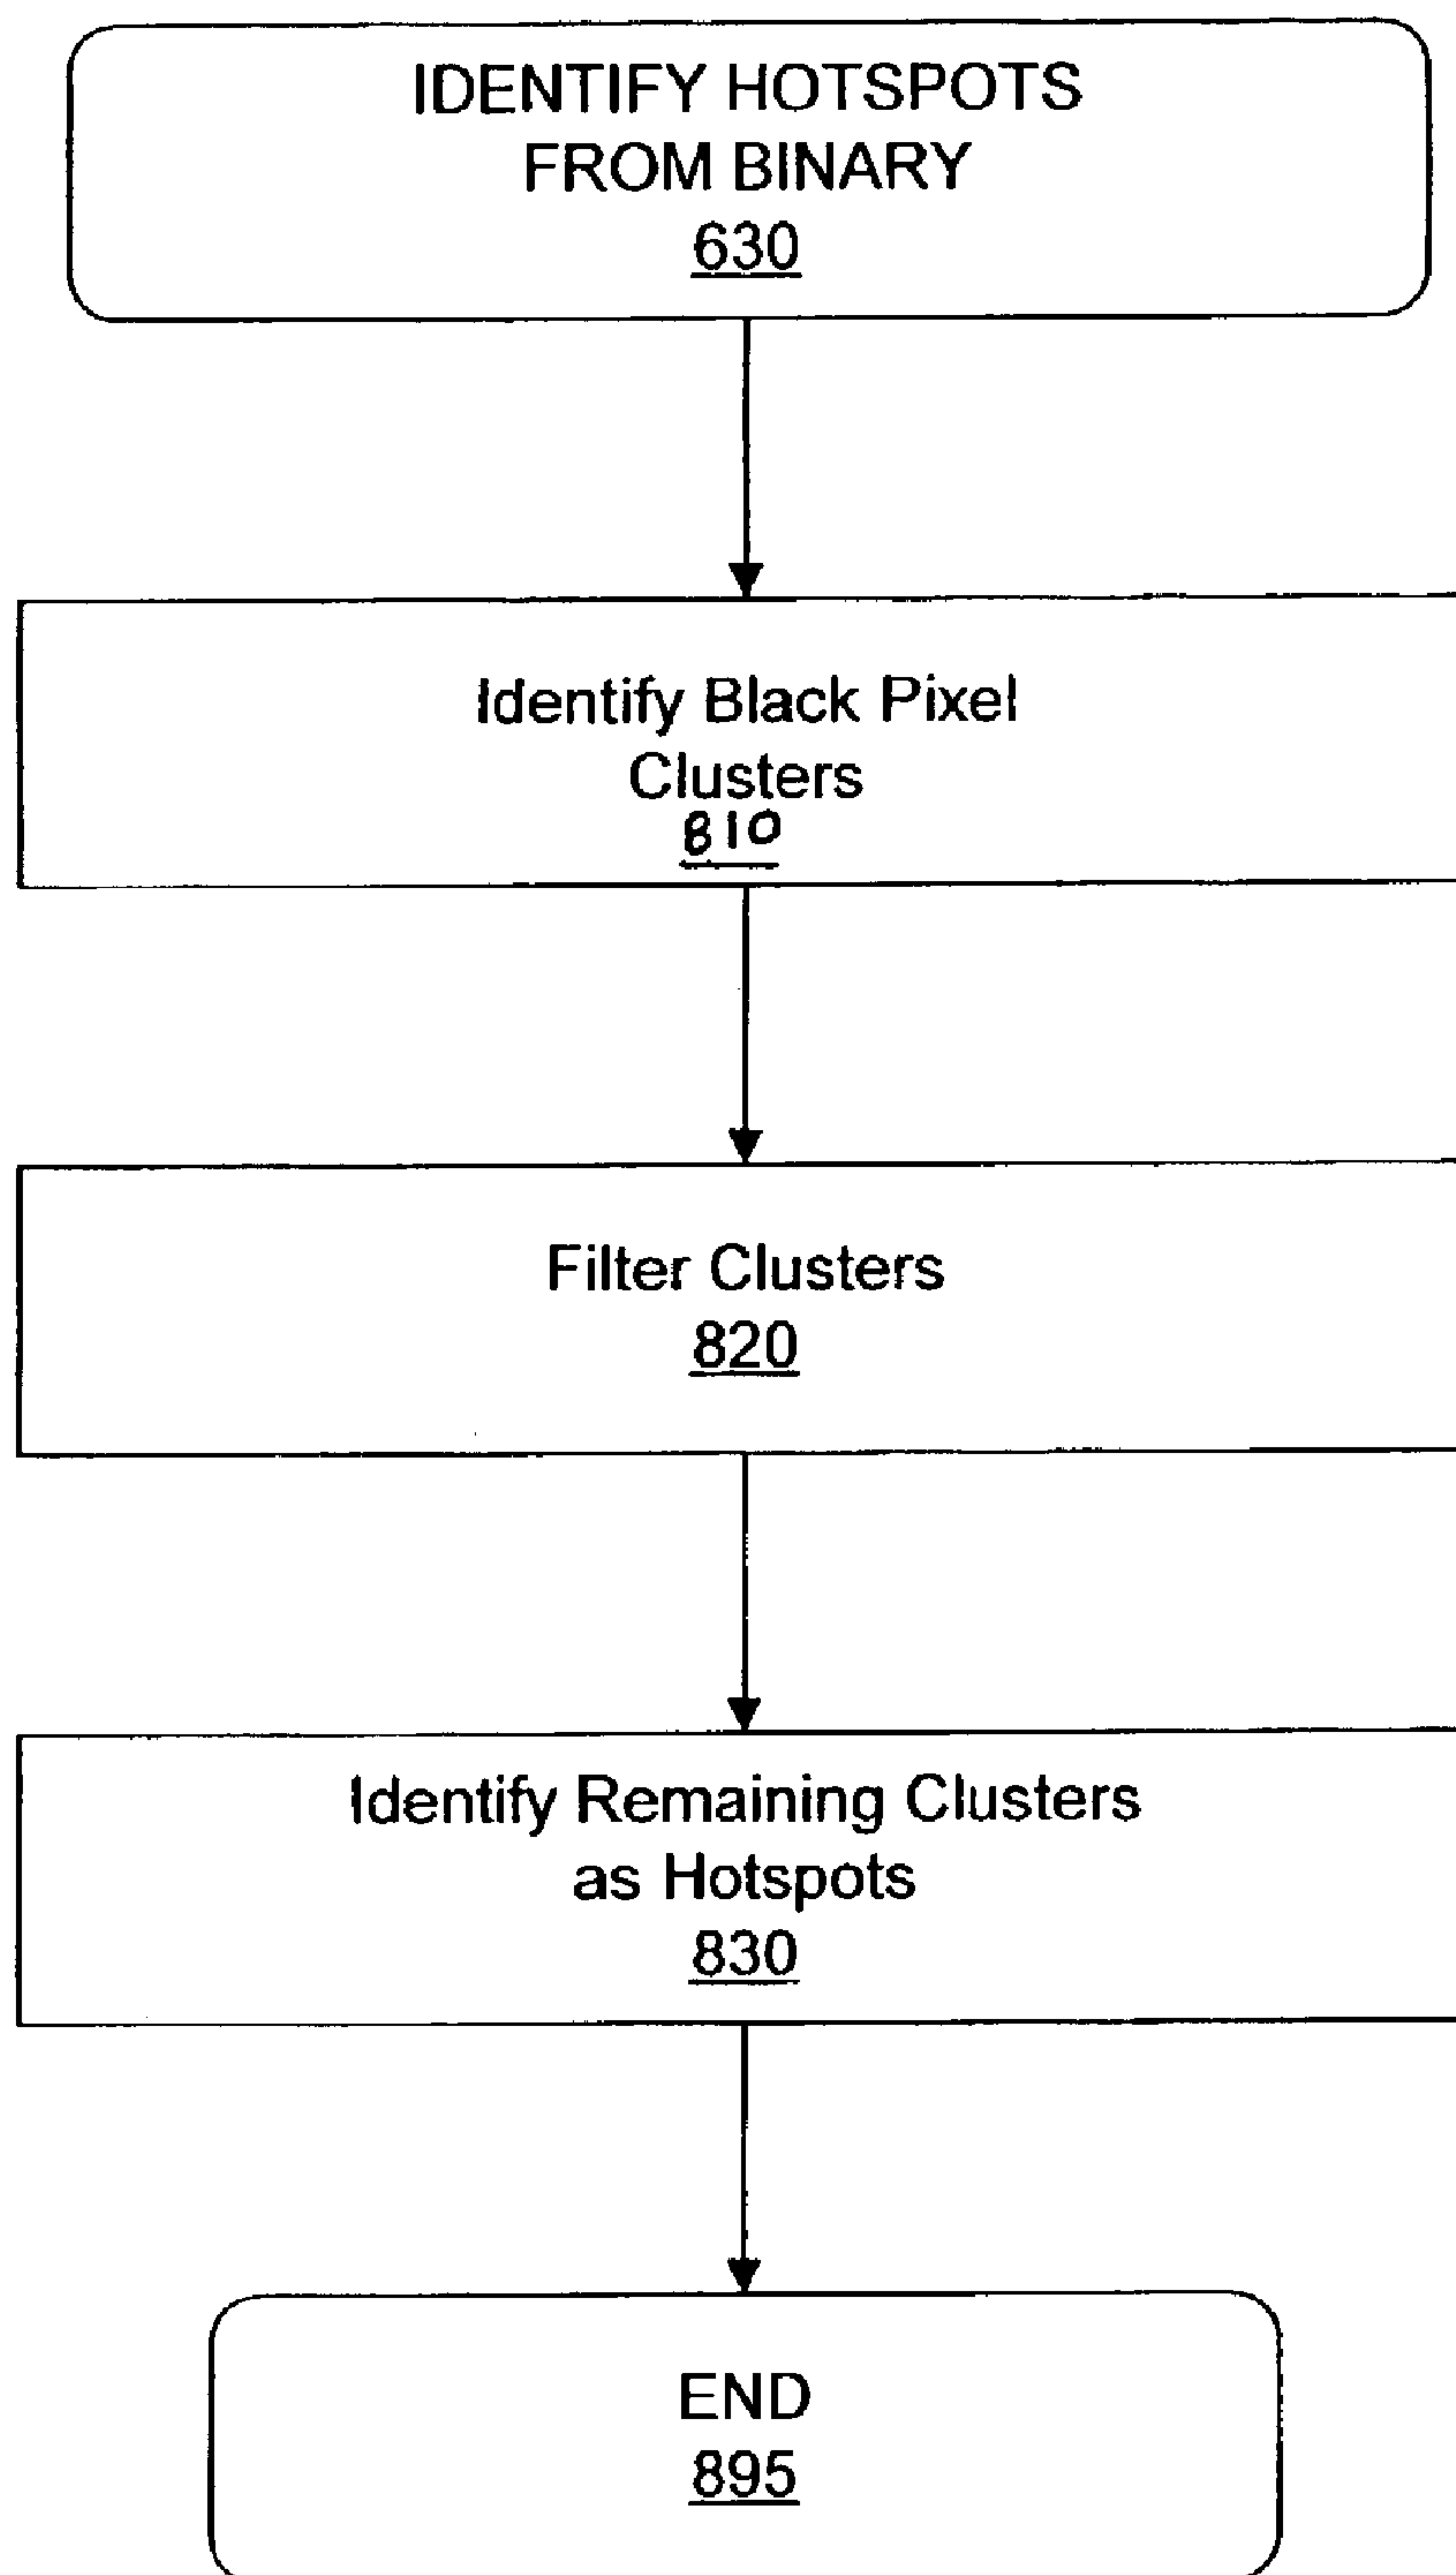 IDENTIFY HOTSPOTS
FROM BINARY
630
Identify Black Pixel
Clusters
810
Filter Clusters
820
Identify Remaining Clusters
as Hotspots
830
END
895